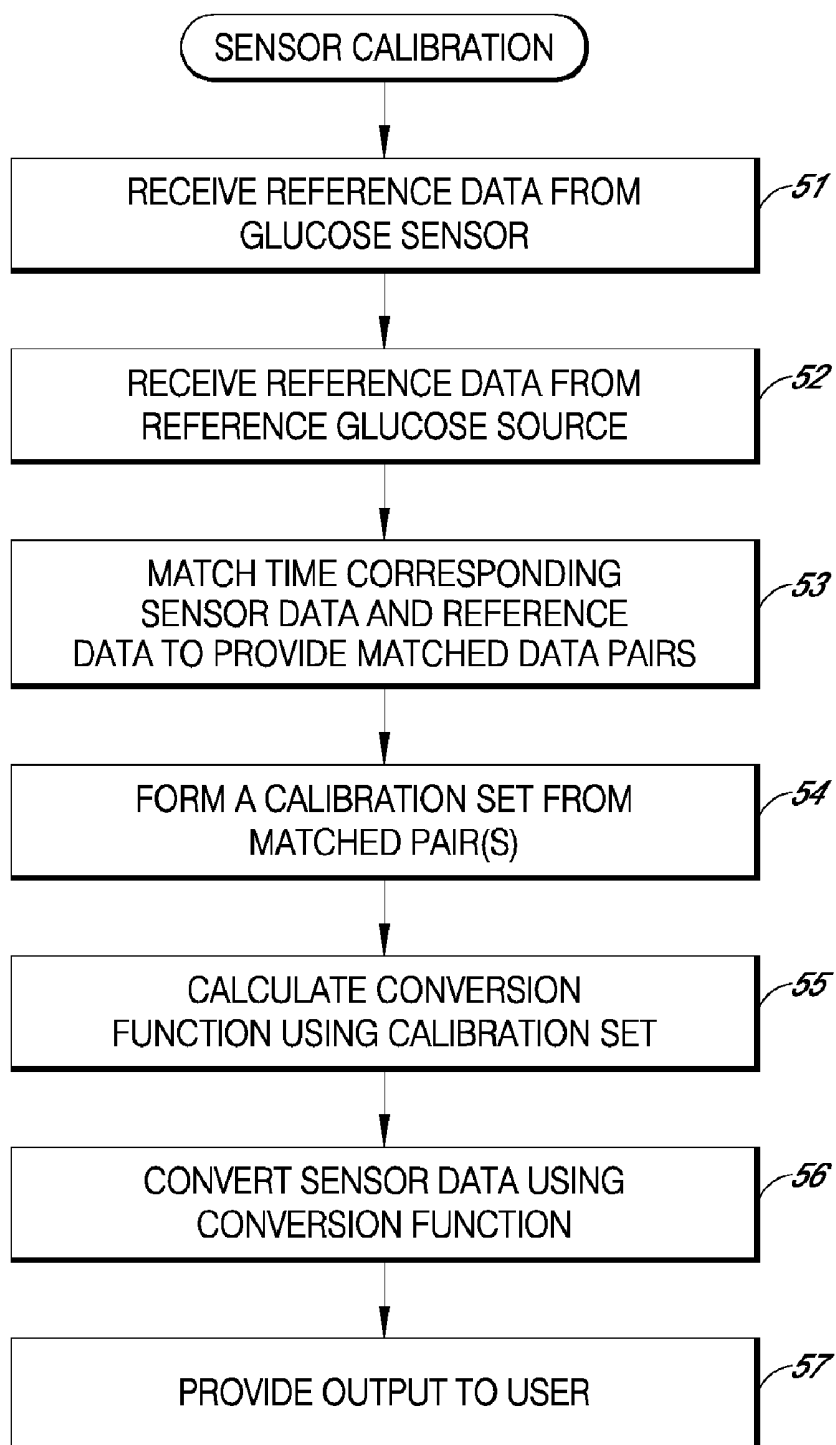 SENSOR CALIBRATION
RECEIVE REFERENCE DATA FROM
GLUCOSE SENSOR
51
RECEIVE REFERENCE DATA FROM
REFERENCE GLUCOSE SOURCE
52
MATCH TIME CORRESPONDING
SENSOR DATA AND REFERENCE
DATA TO PROVIDE MATCHED DATA PAIRS
53
FORM A CALIBRATION SET FROM
MATCHED PAIR(S)
54
CALCULATE CONVERSION
FUNCTION USING CALIBRATION SET
55
CONVERT SENSOR DATA USING
CONVERSION FUNCTION
56
PROVIDE OUTPUT TO USER
57